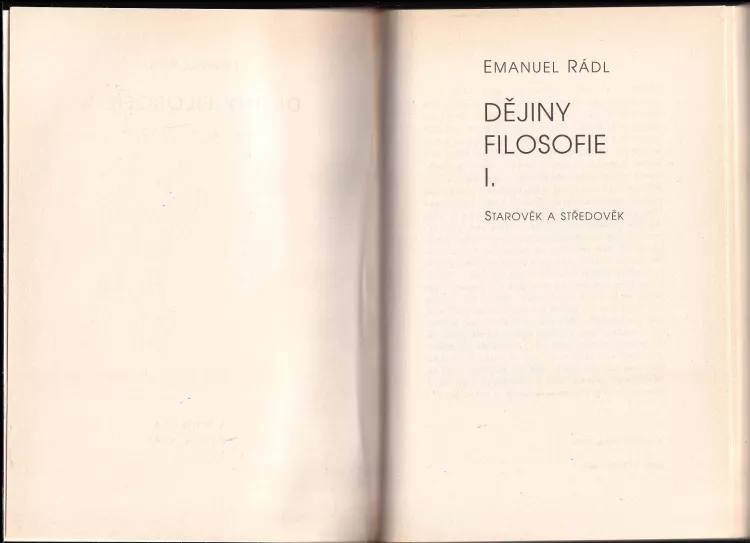 EMANUEL RÁDL
DĚJINY
FILOSOFIE
I.
STAROVĚK A STŘEDOVĚK